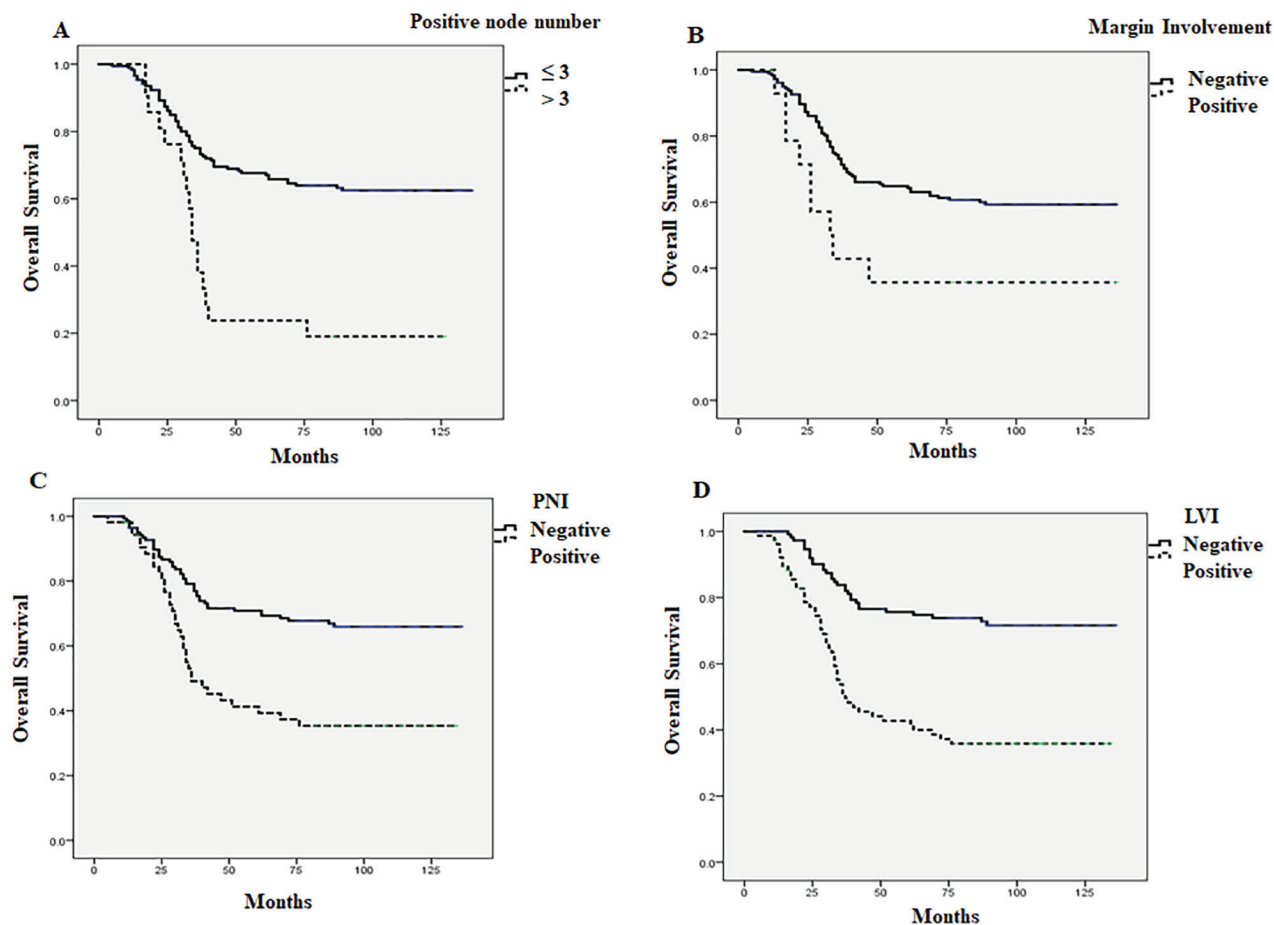 A
Positive node number
≤ 3
> 3
Overall Survival
1.0
0.8
0.6
0.4
0.2
0.0
0 25 50 75 100 125
Months
B
Margin Involvement
Negative
Positive
Overall Survival
1.0
0.8
0.6
0.4
0.2
0.0
0 25 50 75 100 125
Months
C
PNI
Negative
Positive
Overall Survival
1.0
0.8
0.6
0.4
0.2
0.0
0 25 50 75 100 125
Months
D
LVI
Negative
Positive
Overall Survival
1.0
0.8
0.6
0.4
0.2
0.0
0 25 50 75 100 125
Months